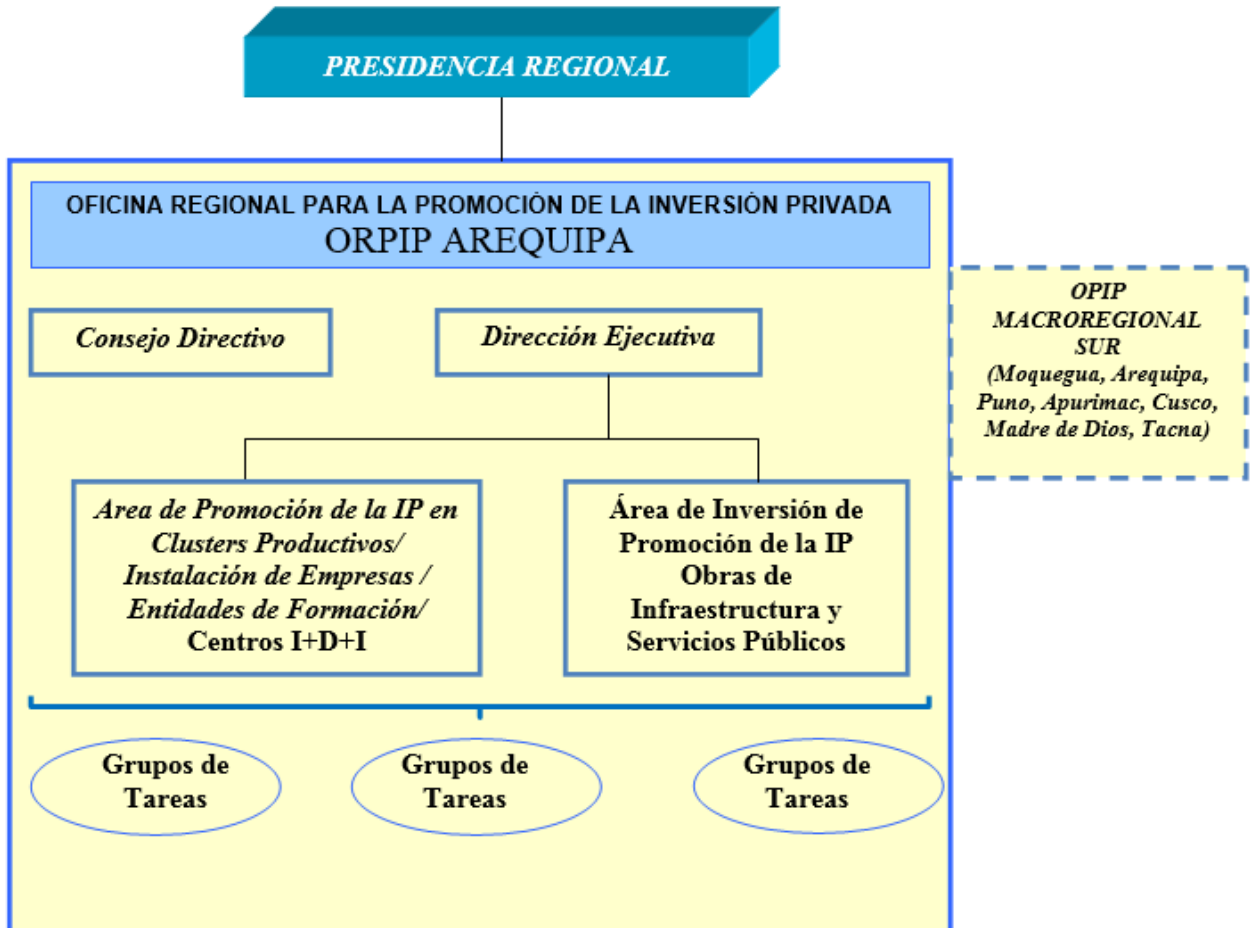 PRESIDENCIA REGIONAL
OFICINA REGIONAL PARA LA PROMOCIÓN DE LA INVERSIÓN PRIVADA
ORPIP AREQUIPA
Consejo Directivo
Dirección Ejecutiva
OPIP
MACROREGIONAL
SUR
(Moquegua, Arequipa,
Puno, Apurimac, Cusco,
Madre de Dios, Tacna)
Area de Promoción de la IP en
Clusters Productivos/
Instalación de Empresas /
Entidades de Formación/
Centros I+D+I
Área de Inversión de
Promoción de la IP
Obras de
Infraestructura y
Servicios Públicos
Grupos de
Tareas
Grupos de
Tareas
Grupos de
Tareas